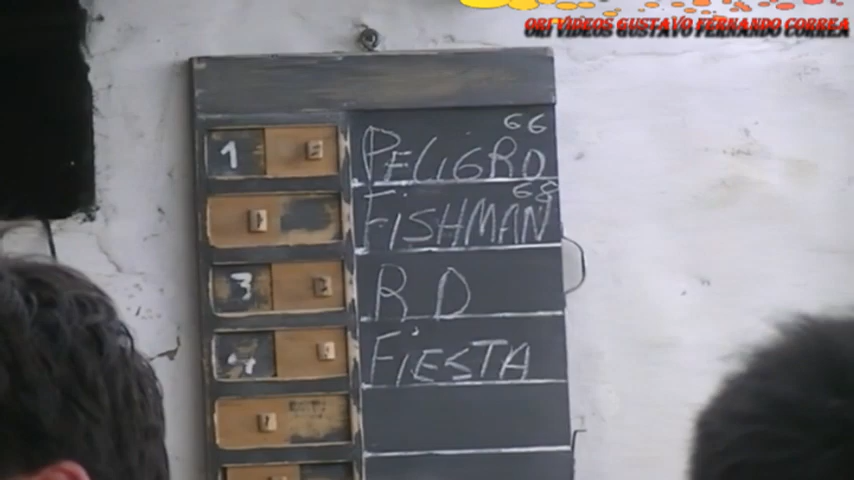 ORI VIDEOS GUSTAVO FERNANDO CORREA
66
1 PELIGRO
68
FISHMAN
3 R D
4 FIESTA